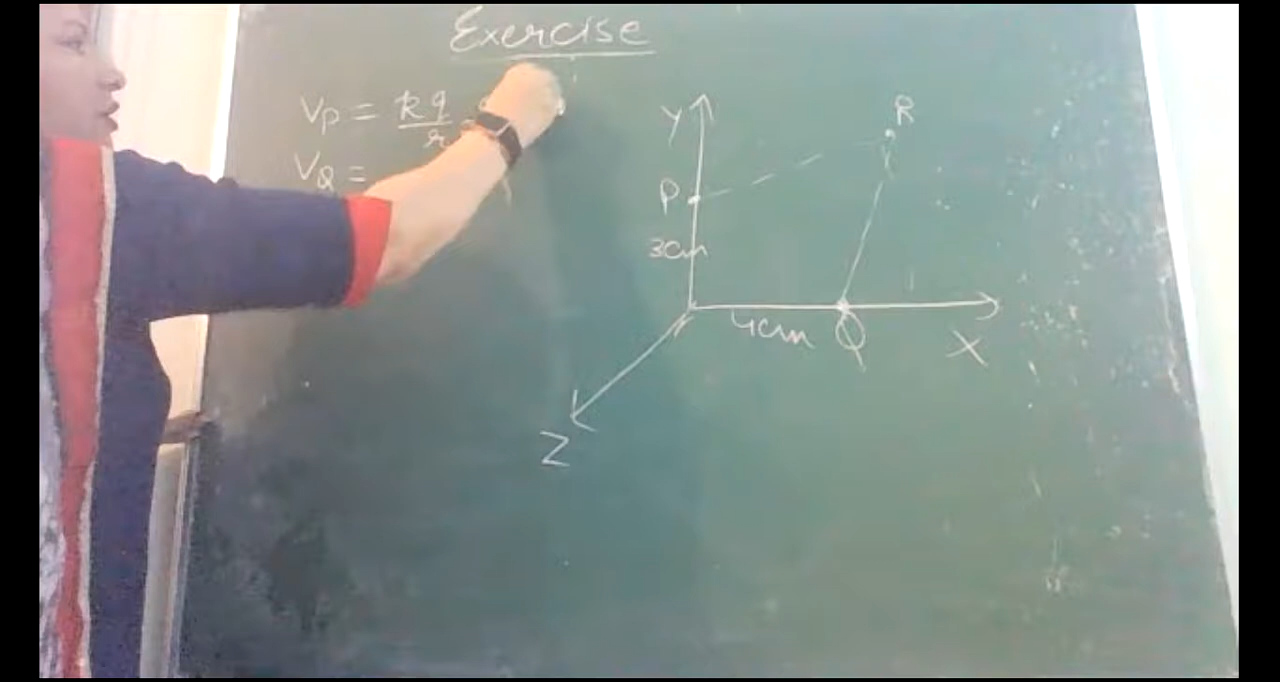 Exercise
Vp = kq/r =
VQ =
Y
R
P
3cm
4cm
Q
X
Z